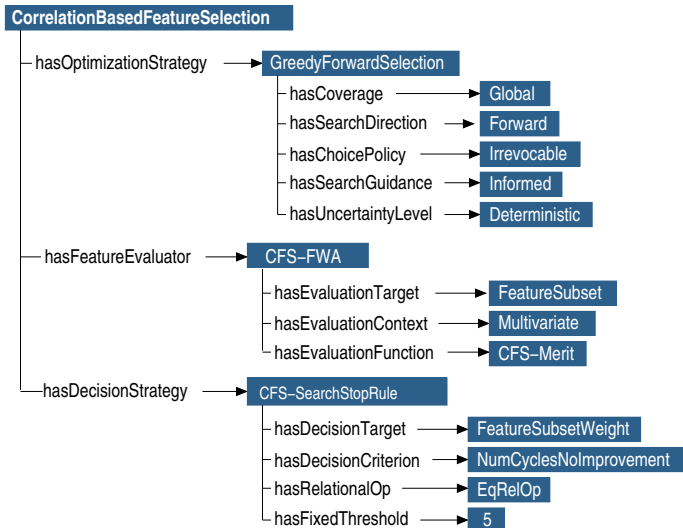 CorrelationBasedFeatureSelection
hasOptimizationStrategy GreedyForwardSelection
hasCoverage Global
hasSearchDirection Forward
hasChoicePolicy Irrevocable
hasSearchGuidance Informed
hasUncertaintyLevel Deterministic
hasFeatureEvaluator CFS–FWA
hasEvaluationTarget FeatureSubset
hasEvaluationContext Multivariate
hasEvaluationFunction CFS–Merit
hasDecisionStrategy CFS–SearchStopRule
hasDecisionTarget FeatureSubsetWeight
hasDecisionCriterion NumCyclesNoImprovement
hasRelationalOp EqRelOp
hasFixedThreshold 5